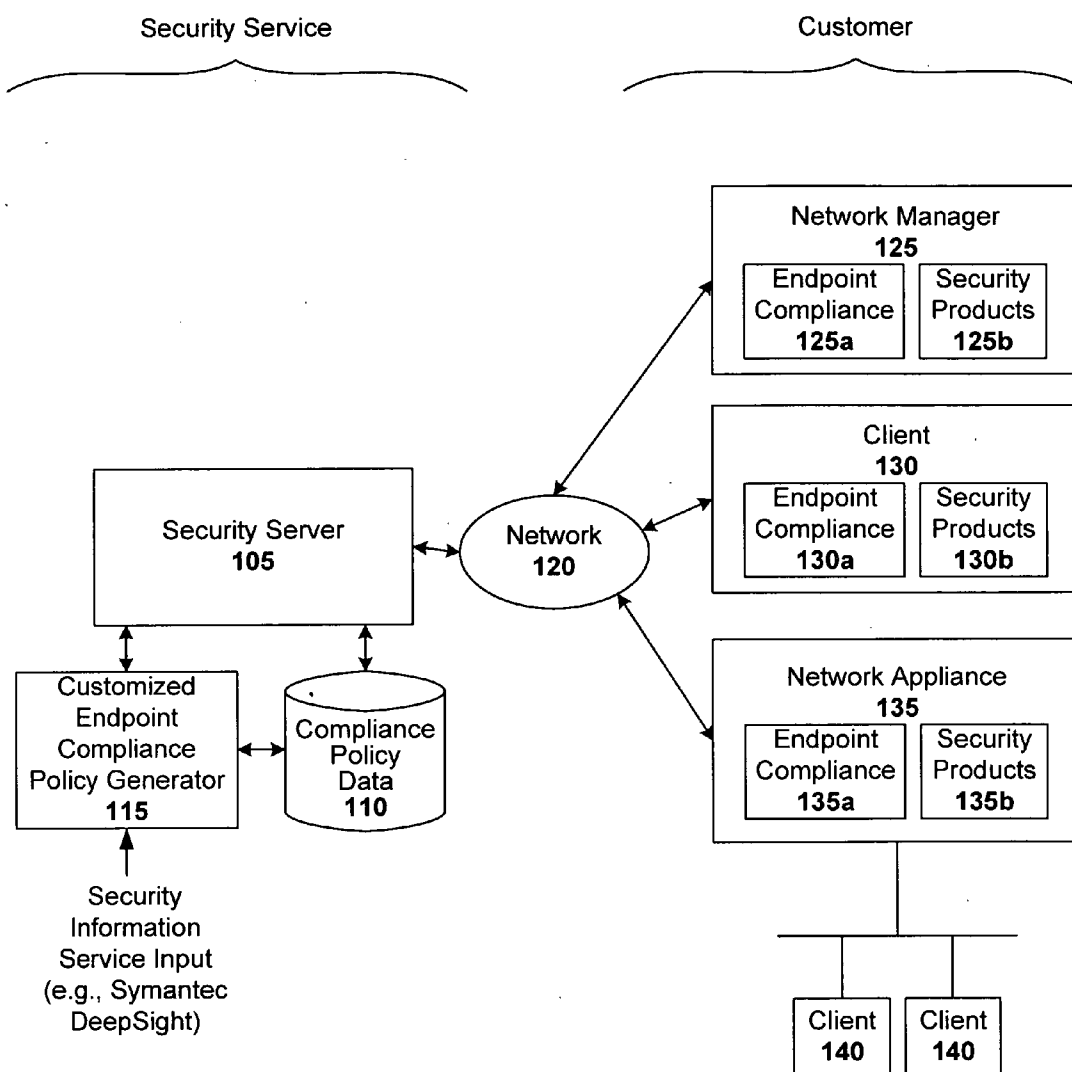 Security Service
Customer
Network Manager
125
Endpoint
Compliance
125a
Security
Products
125b
Client
130
Endpoint
Compliance
130a
Security
Products
130b
Security Server
105
Network
120
Customized
Endpoint
Compliance
Policy Generator
115
Compliance
Policy
Data
110
Network Appliance
135
Endpoint
Compliance
135a
Security
Products
135b
Security
Information
Service Input
(e.g., Symantec
DeepSight)
Client
140
Client
140